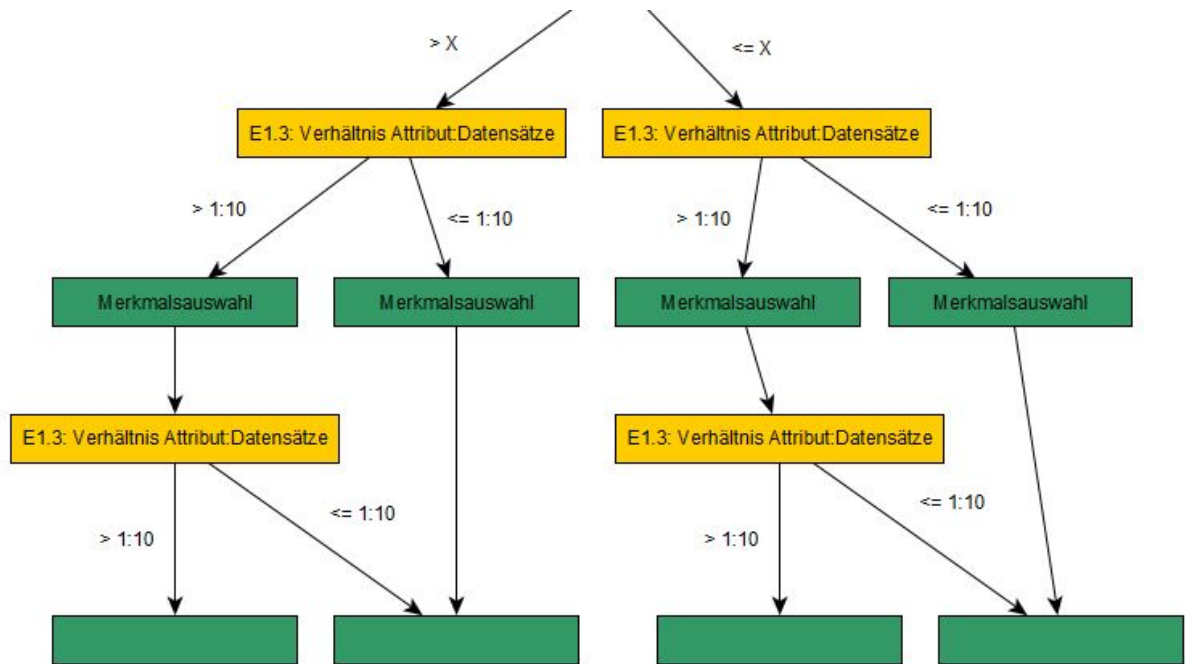 > X
<= X
E1.3: Verhältnis Attribut:Datensätze
E1.3: Verhältnis Attribut:Datensätze
> 1:10
<= 1:10
> 1:10
<= 1:10
Merkmalsauswahl
Merkmalsauswahl
Merkmalsauswahl
Merkmalsauswahl
E1.3: Verhältnis Attribut:Datensätze
E1.3: Verhältnis Attribut:Datensätze
> 1:10
<= 1:10
> 1:10
<= 1:10